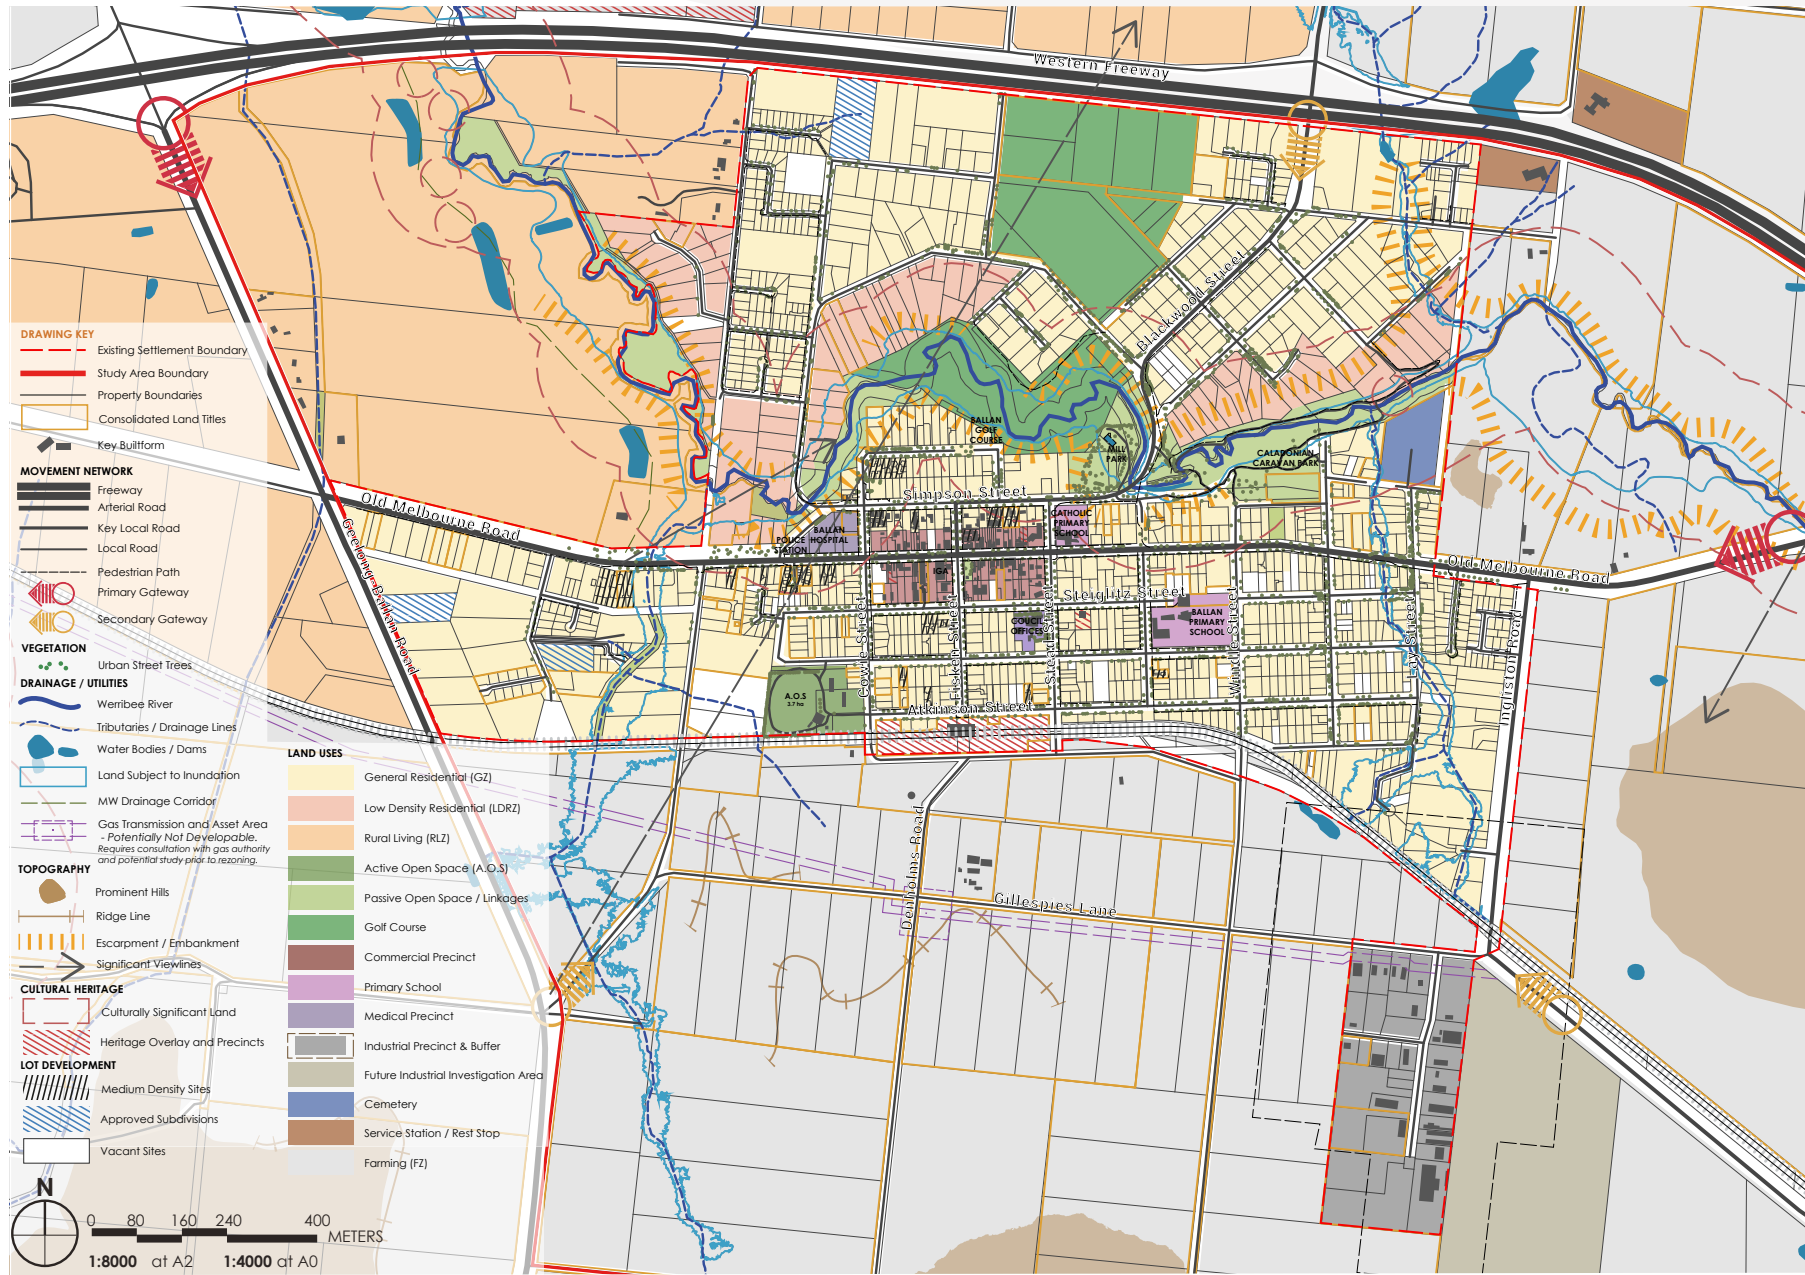 Western Freeway
Blackwood Street
BALLAN
GOLF
COURSE
MILL
PARK
CALADONIAN
CARAVAN PARK
Simpson Street
Old Melbourne Road
Geelong-Ballan Road
BALLAN
HOSPITAL
POLICE
STATION
CATHOLIC
PRIMARY
SCHOOL
IGA
Old Melbourne Road
Steiglitz Street
BALLAN
PRIMARY
SCHOOL
COUCIL
OFFICES
Cowie Street
Fisken Street
Stead Street
Windle Street
Ingliston Road
A.O.S
3.7 ha
Atkinson Street
Denholms Road
Gillespies Lane
DRAWING KEY
Existing Settlement Boundary
Study Area Boundary
Property Boundaries
Consolidated Land Titles
Key Builtform
MOVEMENT NETWORK
Freeway
Arterial Road
Key Local Road
Local Road
Pedestrian Path
Primary Gateway
Secondary Gateway
VEGETATION
Urban Street Trees
DRAINAGE / UTILITIES
Werribee River
Tributaries / Drainage Lines
Water Bodies / Dams
Land Subject to Inundation
MW Drainage Corridor
Gas Transmission and Asset Area
- Potentially Not Developable.
Requires consultation with gas authority
and potential study prior to rezoning.
TOPOGRAPHY
Prominent Hills
Ridge Line
Escarpment / Embankment
Significant Viewlines
CULTURAL HERITAGE
Culturally Significant Land
Heritage Overlay and Precincts
LOT DEVELOPMENT
Medium Density Sites
Approved Subdivisions
Vacant Sites
LAND USES
General Residential (GZ)
Low Density Residential (LDRZ)
Rural Living (RLZ)
Active Open Space (A.O.S)
Passive Open Space / Linkages
Golf Course
Commercial Precinct
Primary School
Medical Precinct
Industrial Precinct & Buffer
Future Industrial Investigation Area
Cemetery
Service Station / Rest Stop
Farming (FZ)
N
0 80 160 240 400
METERS
1:8000 at A2 1:4000 at A0